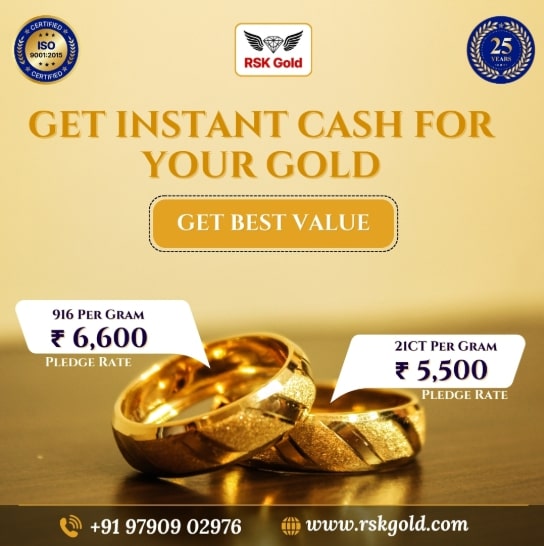 CERTIFIED
ISO
9001:2015
CERTIFIED
RSK Gold
25
YEARS
GET INSTANT CASH FOR
YOUR GOLD
GET BEST VALUE
916 PER GRAM
₹ 6,600
PLEDGE RATE
21CT PER GRAM
₹ 5,500
PLEDGE RATE
+91 97909 02976
www.rskgold.com